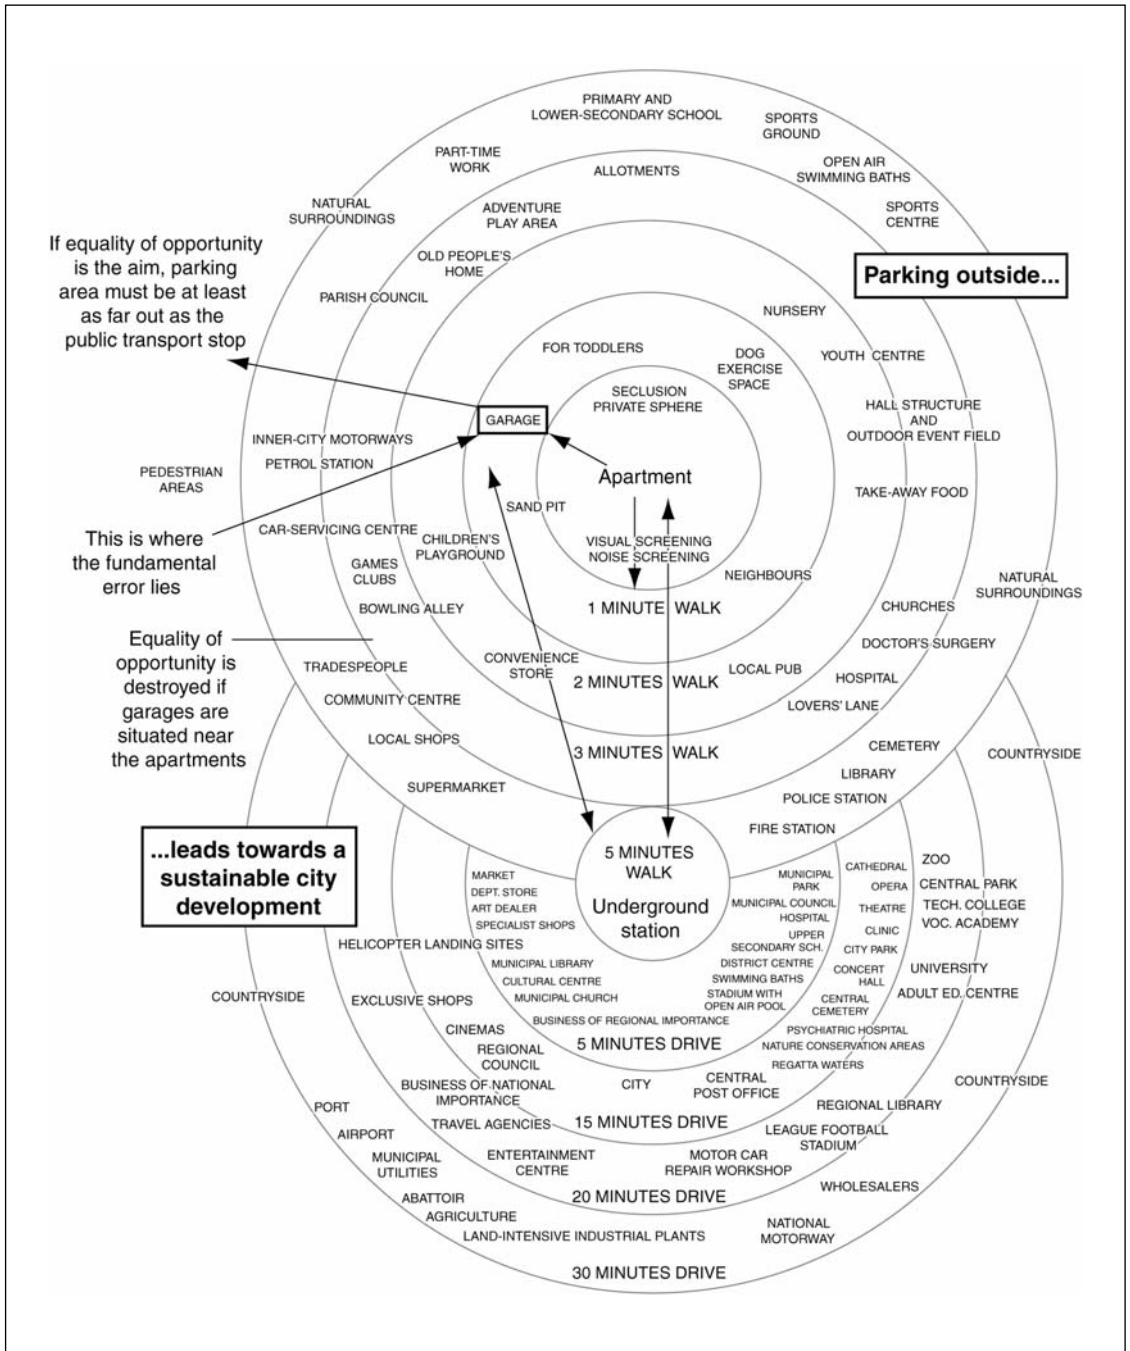 PRIMARY AND
LOWER-SECONDARY SCHOOL
SPORTS
GROUND
PART-TIME
WORK
OPEN AIR
SWIMMING BATHS
ALLOTMENTS
NATURAL
SURROUNDINGS
ADVENTURE
PLAY AREA
SPORTS
CENTRE
If equality of opportunity
is the aim, parking
area must be at least
as far out as the
public transport stop
OLD PEOPLE'S
HOME
Parking outside...
PARISH COUNCIL
NURSERY
FOR TODDLERS
DOG
EXERCISE
SPACE
YOUTH CENTRE
SECLUSION
PRIVATE SPHERE
GARAGE
HALL STRUCTURE
AND
OUTDOOR EVENT FIELD
INNER-CITY MOTORWAYS
PETROL STATION
PEDESTRIAN
AREAS
Apartment
TAKE-AWAY FOOD
SAND PIT
CAR-SERVICING CENTRE
CHILDREN'S
PLAYGROUND
VISUAL SCREENING
NOISE SCREENING
This is where
the fundamental
error lies
GAMES
CLUBS
NEIGHBOURS
NATURAL
SURROUNDINGS
BOWLING ALLEY
1 MINUTE WALK
CHURCHES
Equality of
opportunity is
destroyed if
garages are
situated near
the apartments
DOCTOR'S SURGERY
TRADESPEOPLE
CONVENIENCE
STORE
2 MINUTES WALK
LOCAL PUB
HOSPITAL
COMMUNITY CENTRE
LOVERS' LANE
LOCAL SHOPS
3 MINUTES WALK
CEMETERY
COUNTRYSIDE
LIBRARY
SUPERMARKET
POLICE STATION
FIRE STATION
...leads towards a
sustainable city
development
5 MINUTES
WALK
Underground
station
MARKET
DEPT. STORE
ART DEALER
SPECIALIST SHOPS
MUNICIPAL
PARK
CATHEDRAL
ZOO
OPERA
CENTRAL PARK
MUNICIPAL COUNCIL
HOSPITAL
THEATRE
TECH. COLLEGE
VOC. ACADEMY
UPPER
SECONDARY SCH.
CLINIC
CITY PARK
HELICOPTER LANDING SITES
MUNICIPAL LIBRARY
DISTRICT CENTRE
CONCERT
HALL
UNIVERSITY
CULTURAL CENTRE
SWIMMING BATHS
COUNTRYSIDE
EXCLUSIVE SHOPS
MUNICIPAL CHURCH
STADIUM WITH
OPEN AIR POOL
CENTRAL
CEMETERY
ADULT ED. CENTRE
BUSINESS OF REGIONAL IMPORTANCE
CINEMAS
PSYCHIATRIC HOSPITAL
5 MINUTES DRIVE
NATURE CONSERVATION AREAS
REGIONAL
COUNCIL
REGATTA WATERS
BUSINESS OF NATIONAL
IMPORTANCE
CITY
CENTRAL
POST OFFICE
COUNTRYSIDE
PORT
TRAVEL AGENCIES
15 MINUTES DRIVE
REGIONAL LIBRARY
AIRPORT
LEAGUE FOOTBALL
STADIUM
MUNICIPAL
UTILITIES
ENTERTAINMENT
CENTRE
MOTOR CAR
REPAIR WORKSHOP
ABATTOIR
20 MINUTES DRIVE
WHOLESALERS
AGRICULTURE
LAND-INTENSIVE INDUSTRIAL PLANTS
NATIONAL
MOTORWAY
30 MINUTES DRIVE